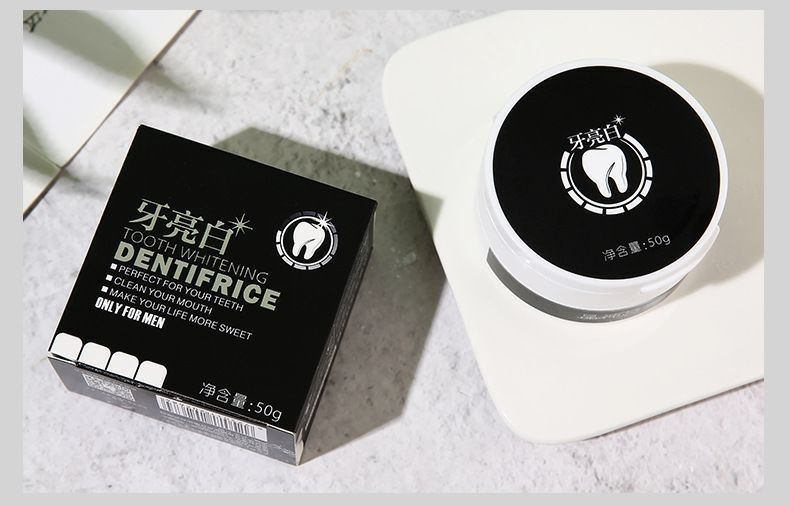 牙亮白
TOOTH WHITENING
DENTIFRICE
PERFECT FOR YOUR TEETH
CLEAN YOUR MOUTH
MAKE YOUR LIFE MORE SWEET
ONLY FOR MEN
净含量:50g
牙亮白
净含量:50g